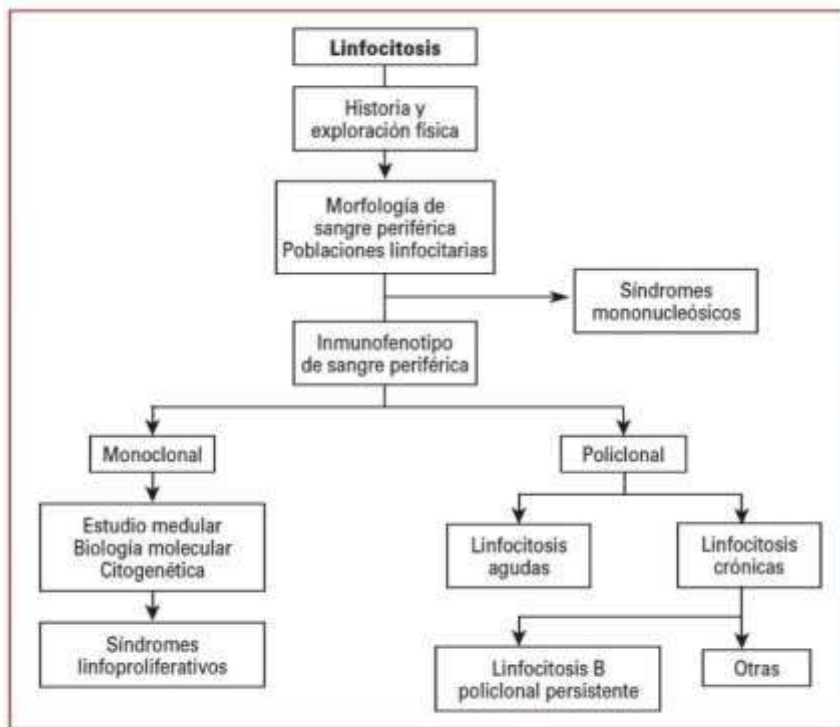 Linfocitosis
Historia y
exploración física
Morfología de
sangre periférica
Poblaciones linfocitarias
Síndromes
mononucleósicos
Inmunofenotipo
de sangre periférica
Monoclonal
Policlonal
Estudio medular
Biología molecular
Citogenética
Linfocitosis
agudas
Linfocitosis
crónicas
Síndromes
linfoproliferativos
Linfocitosis B
policlonal persistente
Otras